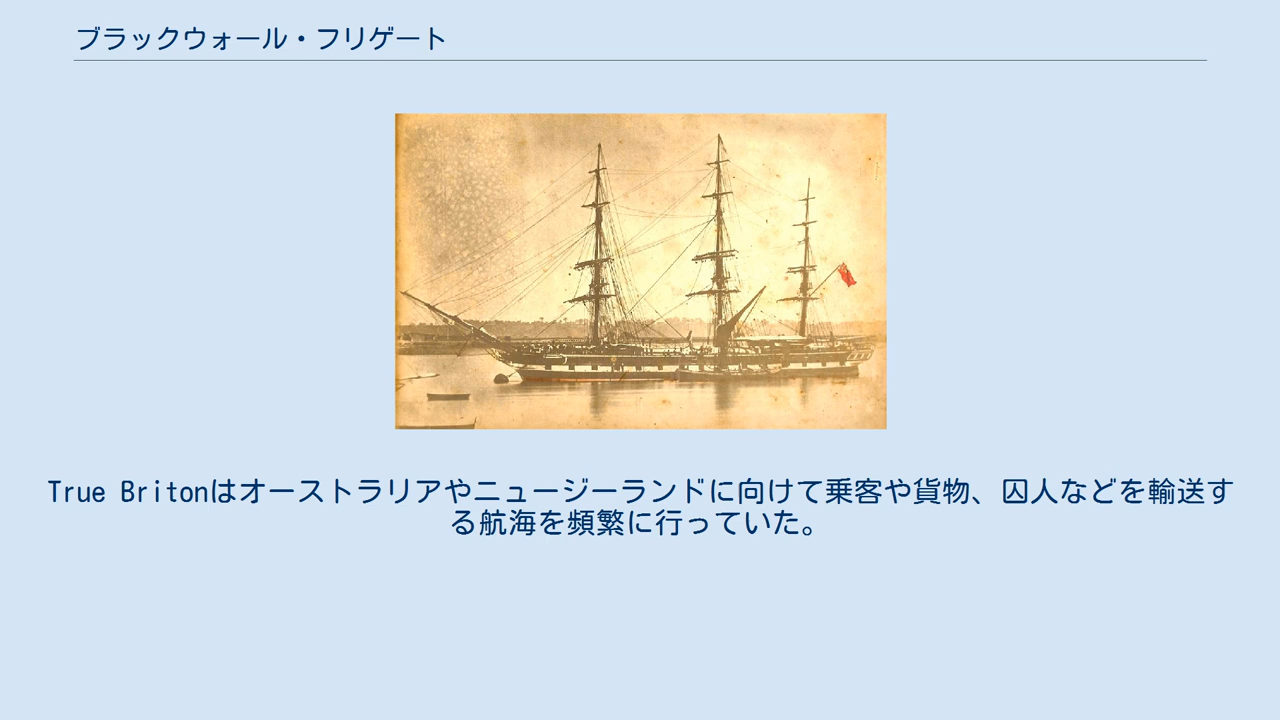 ブラックウォール・フリゲート
True Britonはオーストラリアやニュージーランドに向けて乗客や貨物、囚人などを輸送す
る航海を頻繁に行っていた。